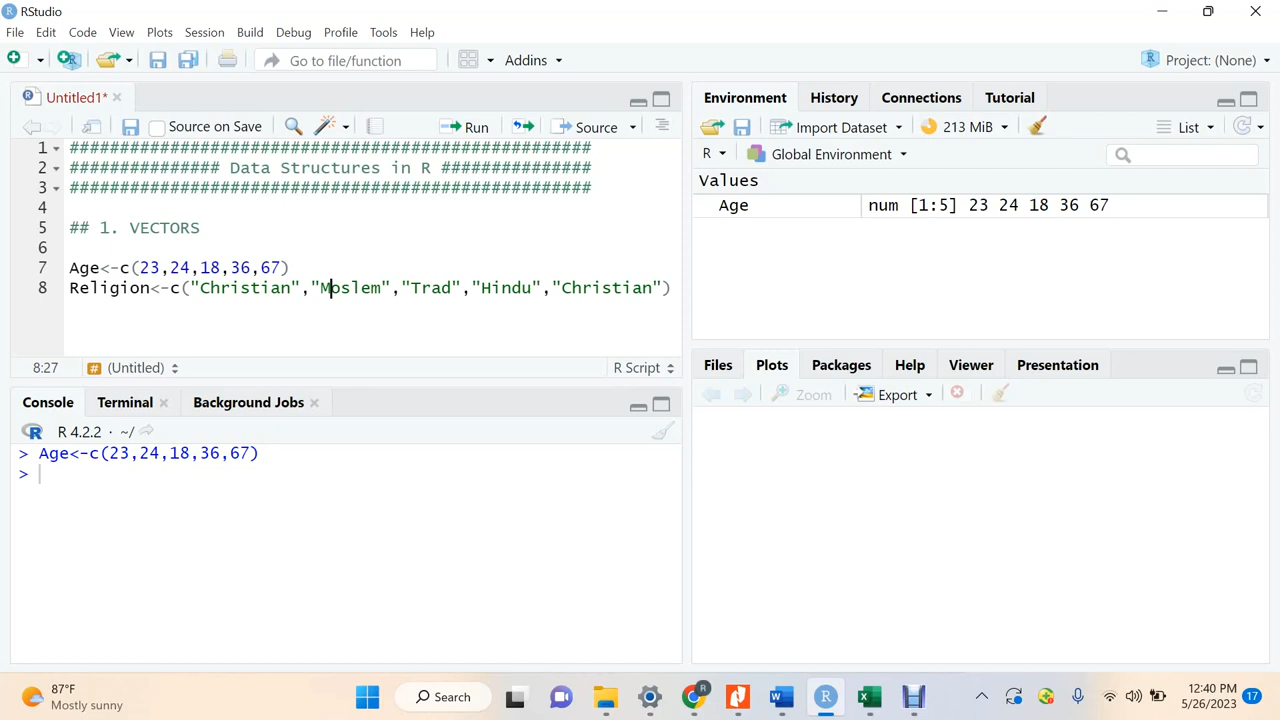 RStudio
File Edit Code View Plots Session Build Debug Profile Tools Help
Go to file/function Addins Project: (None)
Untitled1*
Source on Save Run Source
1 ##################################################
2 ############### Data Structures in R ###############
3 ##################################################
4
5 ## 1. VECTORS
6
7 Age<-c(23,24,18,36,67)
8 Religion<-c("Christian","Moslem","Trad","Hindu","Christian")
8:27 # (Untitled) R Script
Console Terminal Background Jobs
R 4.2.2 · ~/
> Age<-c(23,24,18,36,67)
>
Environment History Connections Tutorial
Import Dataset 213 MiB List
R Global Environment
Values
Age num [1:5] 23 24 18 36 67
Files Plots Packages Help Viewer Presentation
Zoom Export
87°F
Mostly sunny
Search
12:40 PM
5/26/2023
17